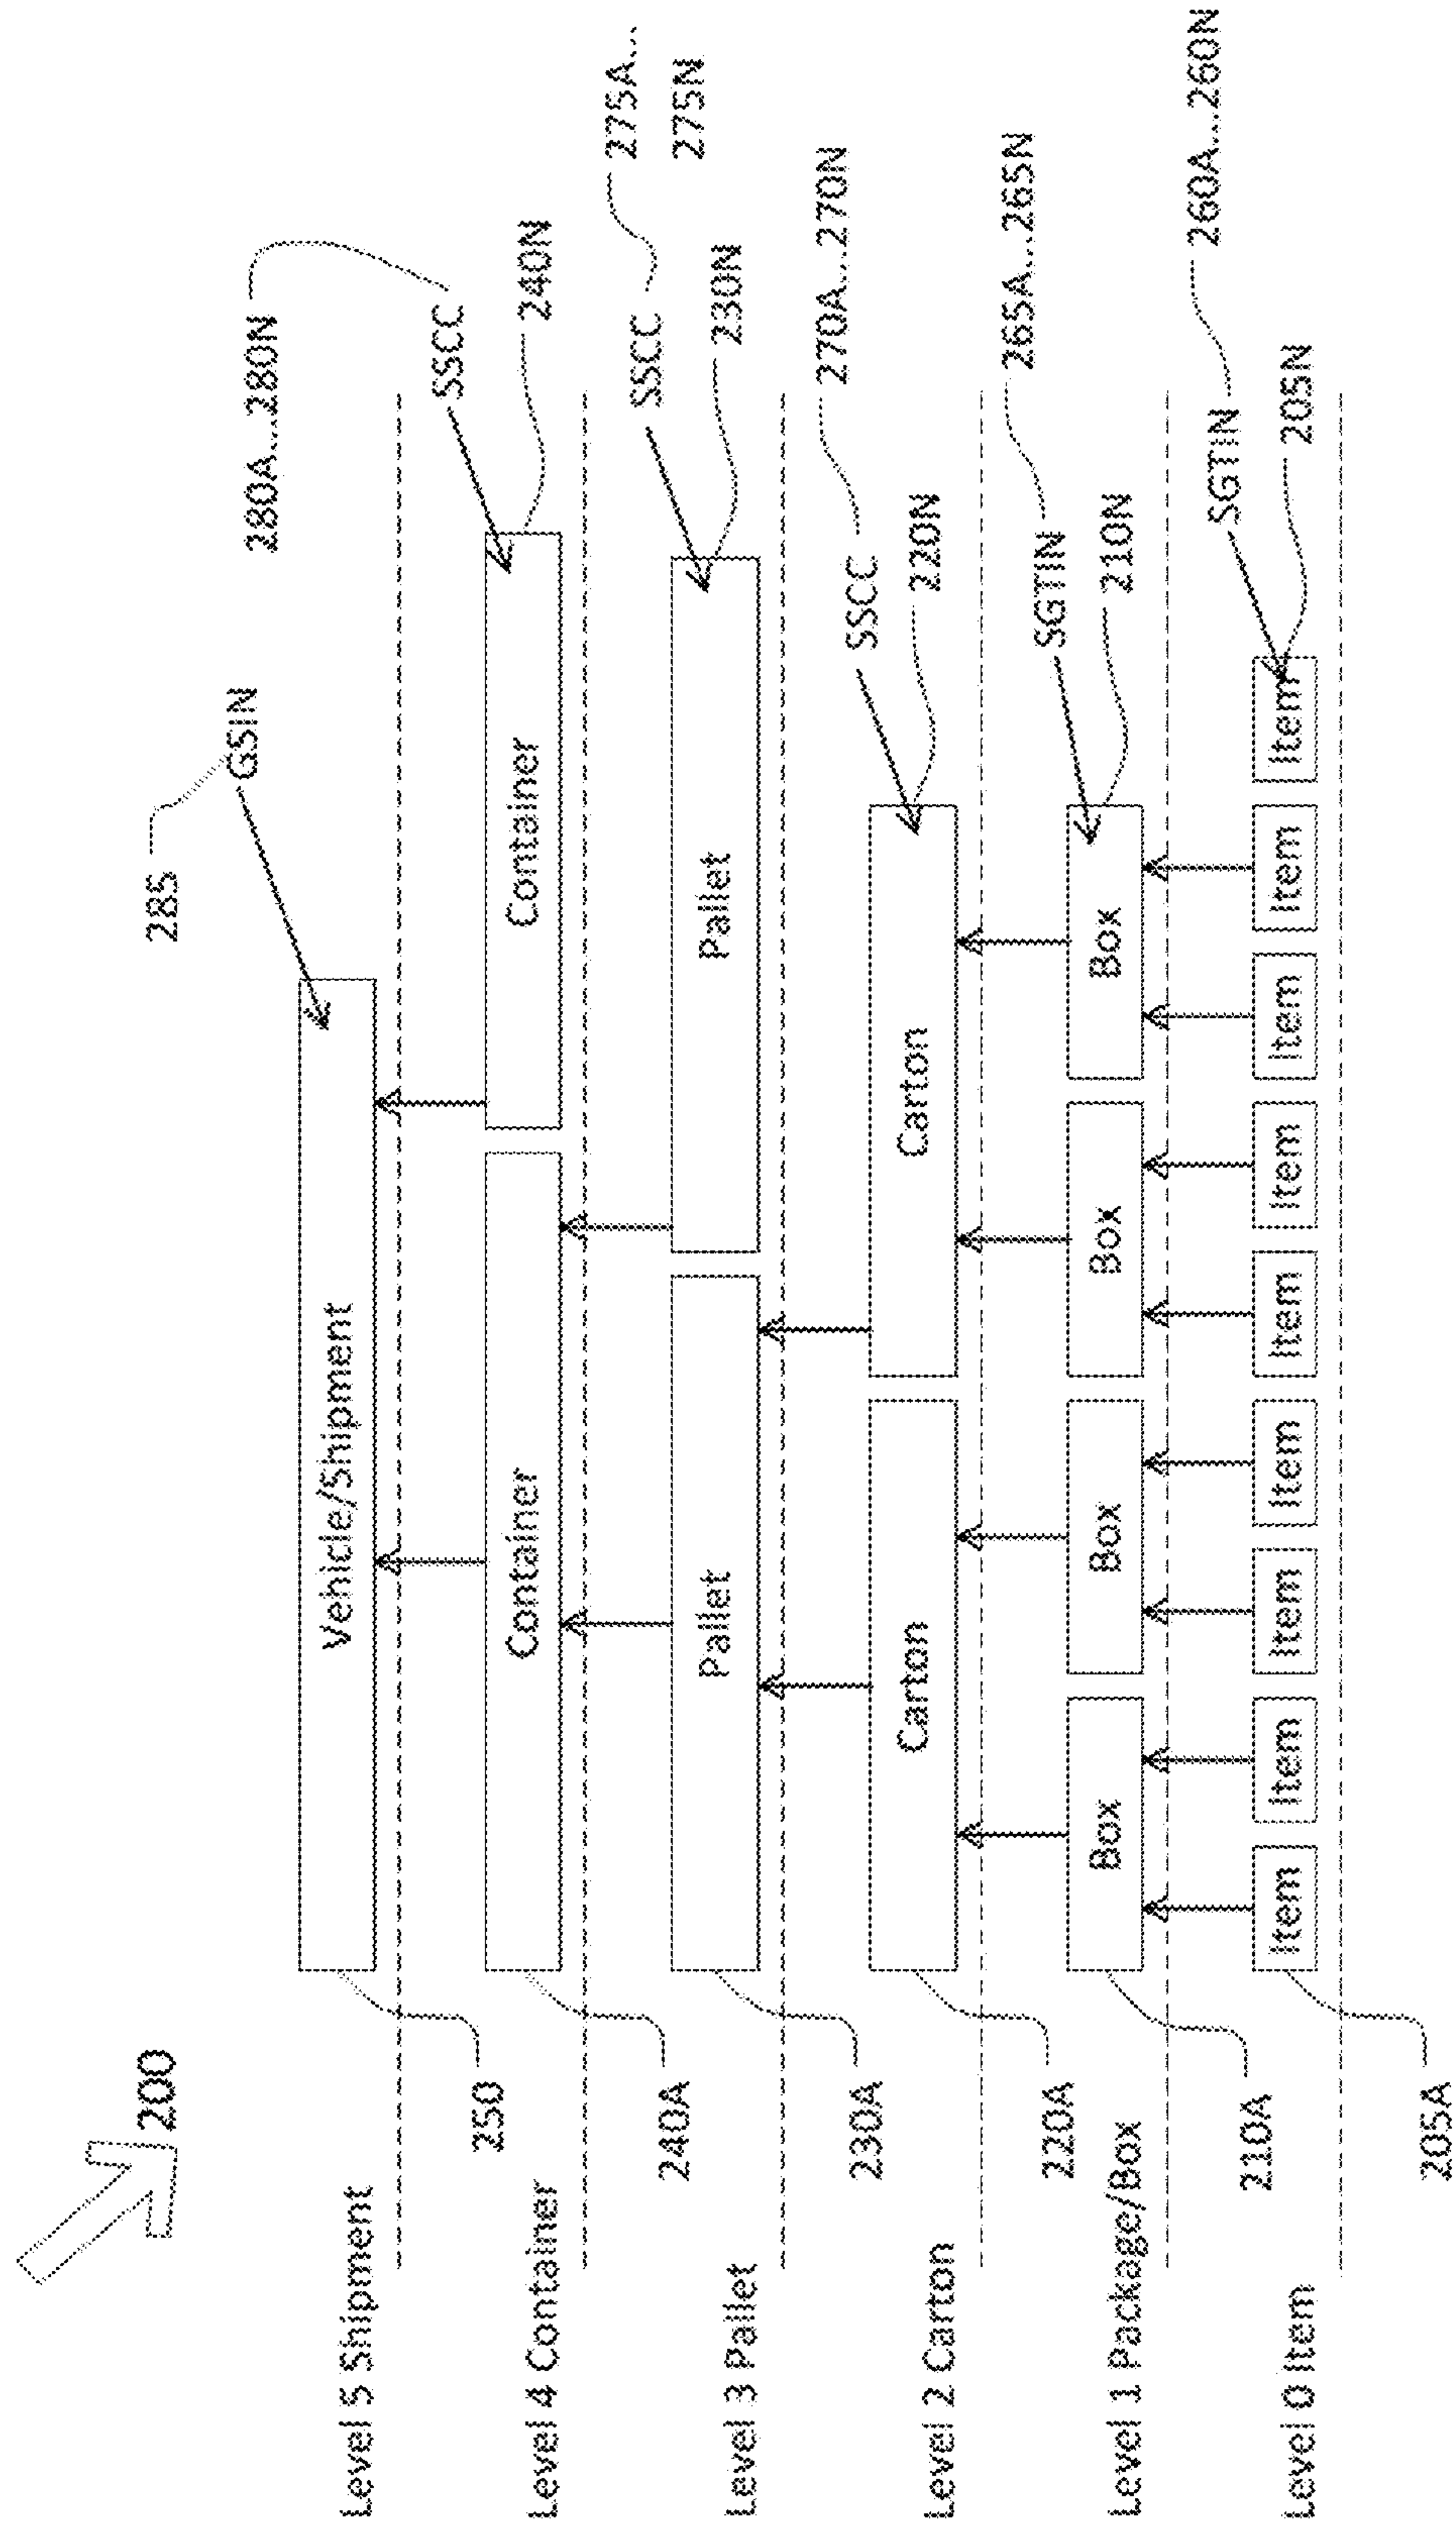 200
285
GSIN
280A...280N
Level 5 Shipment
Vehicle/Shipment
250
SSCC
Level 4 Container
Container
Container
240A
240N
SSCC
275A...
275N
Level 3 Pallet
Pallet
Pallet
230A
230N
SSCC
270A...270N
Level 2 Carton
Carton
Carton
220A
220N
SGTIN
265A...265N
Level 1 Package/Box
Box
Box
Box
Box
210A
210N
SGTIN
260A...260N
Level 0 Item
Item
Item
Item
Item
Item
Item
Item
Item
Item
205A
205N